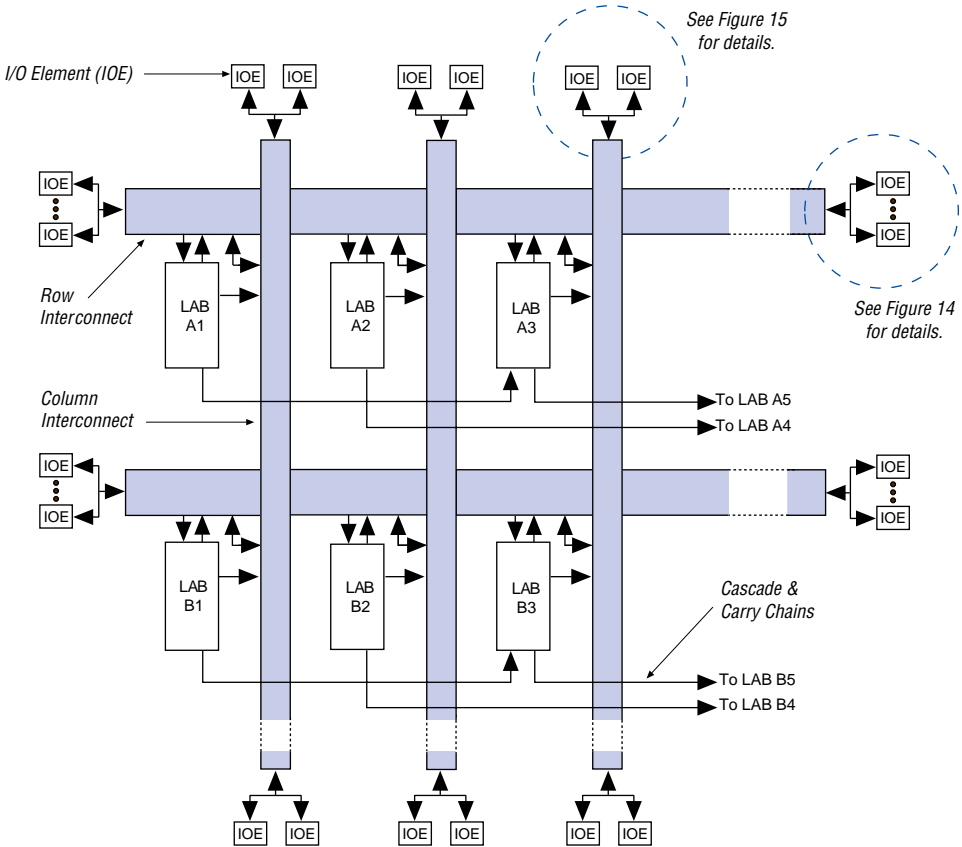 See Figure 15
for details.
I/O Element (IOE)
IOE IOE IOE IOE IOE IOE
IOE
IOE
IOE
IOE
Row
Interconnect
LAB
A1
LAB
A2
LAB
A3
See Figure 14
for details.
Column
Interconnect
To LAB A5
To LAB A4
IOE
IOE
IOE
IOE
LAB
B1
LAB
B2
LAB
B3
Cascade &
Carry Chains
To LAB B5
To LAB B4
IOE IOE IOE IOE IOE IOE